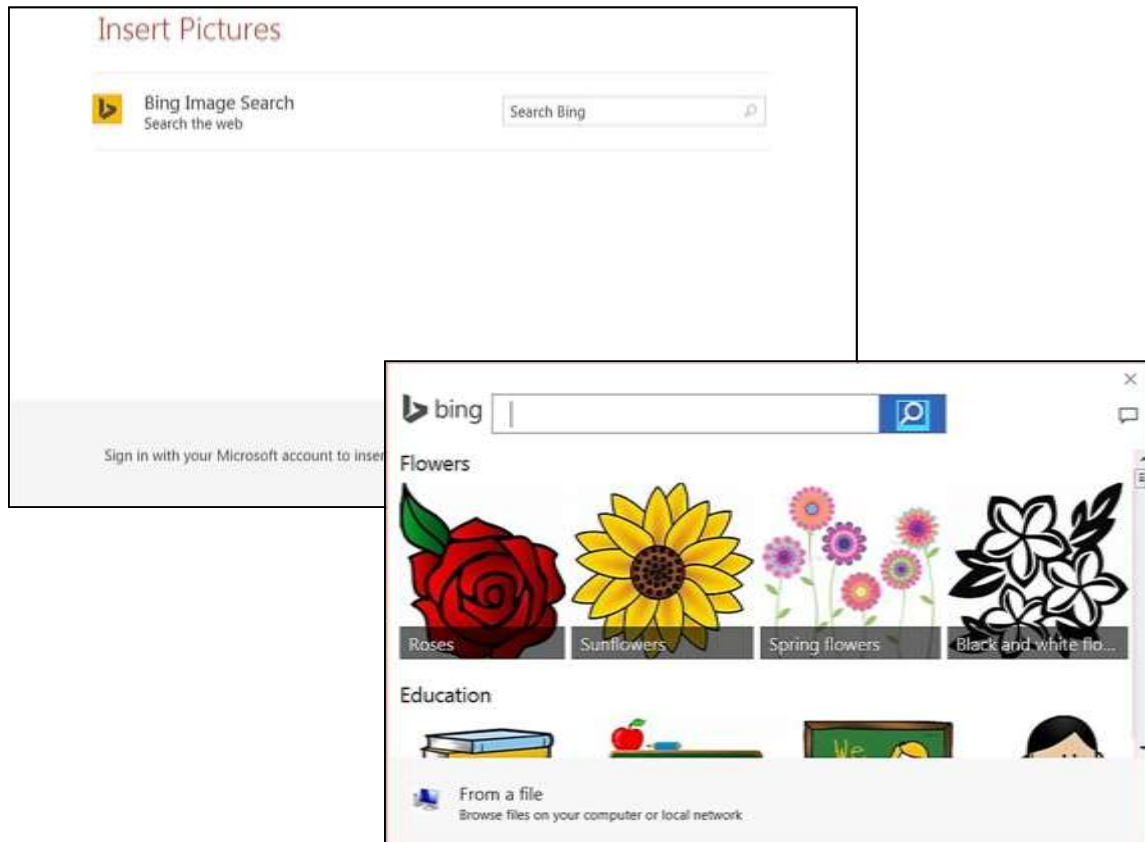 Insert Pictures
Bing Image Search
Search the web
Search Bing
Sign in with your Microsoft account to inser
bing
Flowers
Roses
Sunflowers
Spring flowers
Black and white flo...
Education
We
From a file
Browse files on your computer or local network